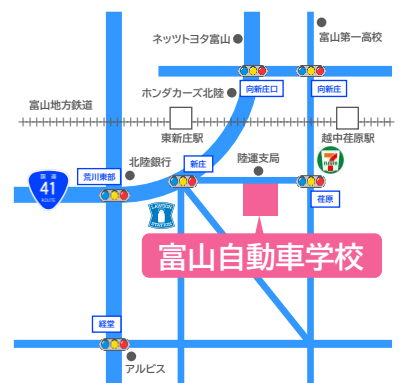 ネッツトヨタ富山
富山第一高校
ホンダカーズ北陸
向新庄口
向新庄
富山地方鉄道
東新庄駅
越中荏原駅
北陸銀行
新庄
陸運支局
7
ELEVEN
国道
41
ROUTE
荒川東部
荏原
LAWSON
STATION
富山自動車学校
経堂
アルビス